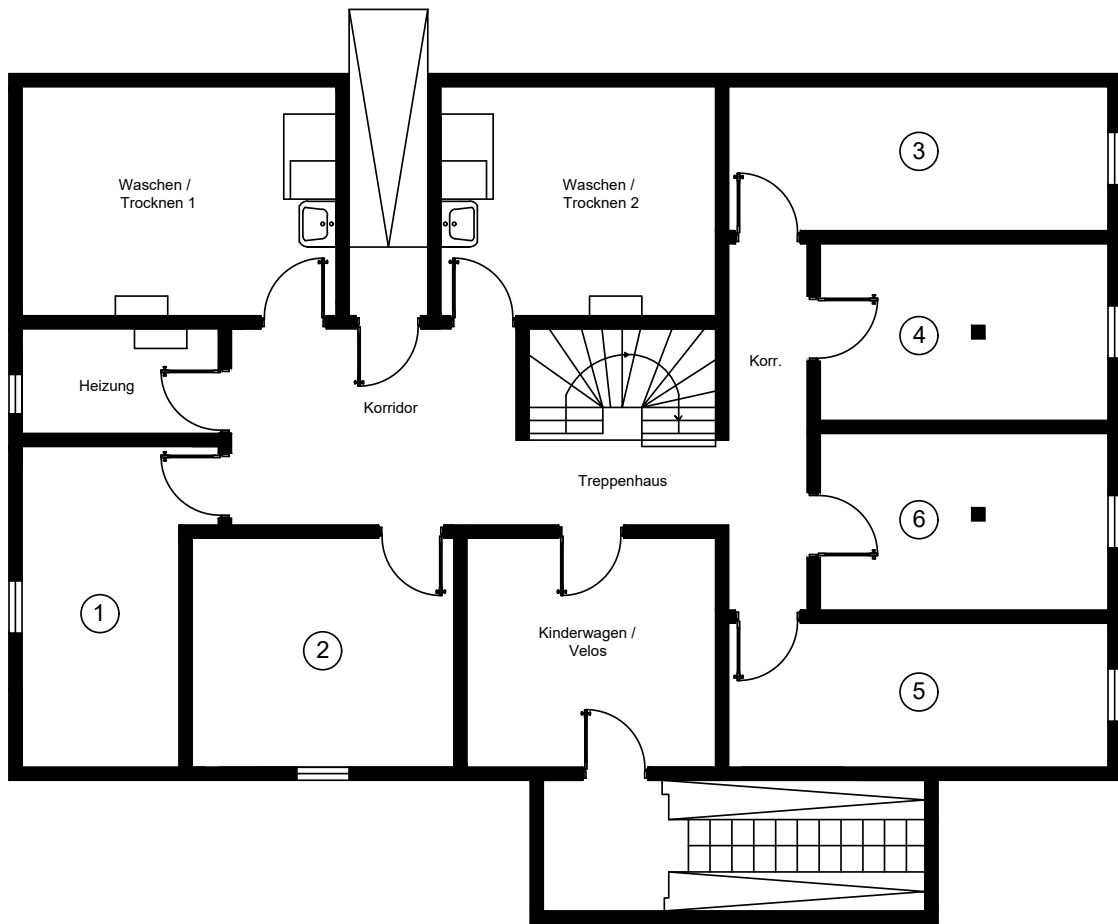 Waschen /
Trocknen 1
Waschen /
Trocknen 2
3
4
Korr.
Heizung
Korridor
Treppenhaus
6
1
2
Kinderwagen /
Velos
5